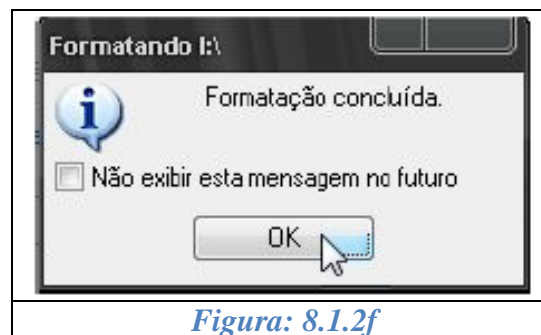 Formatando I:\
Formatação concluída.
Não exibir esta mensagem no futuro
OK
Figura: 8.1.2f